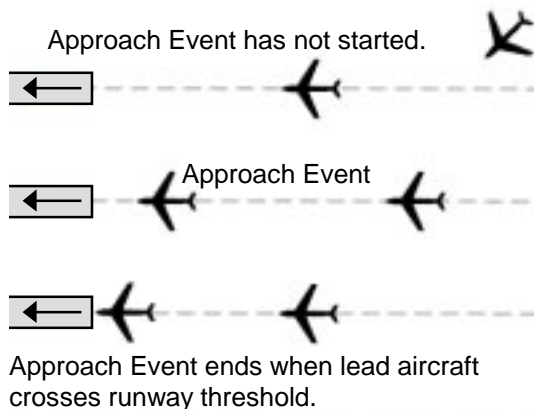 Approach Event has not started.
Approach Event
Approach Event ends when lead aircraft
crosses runway threshold.